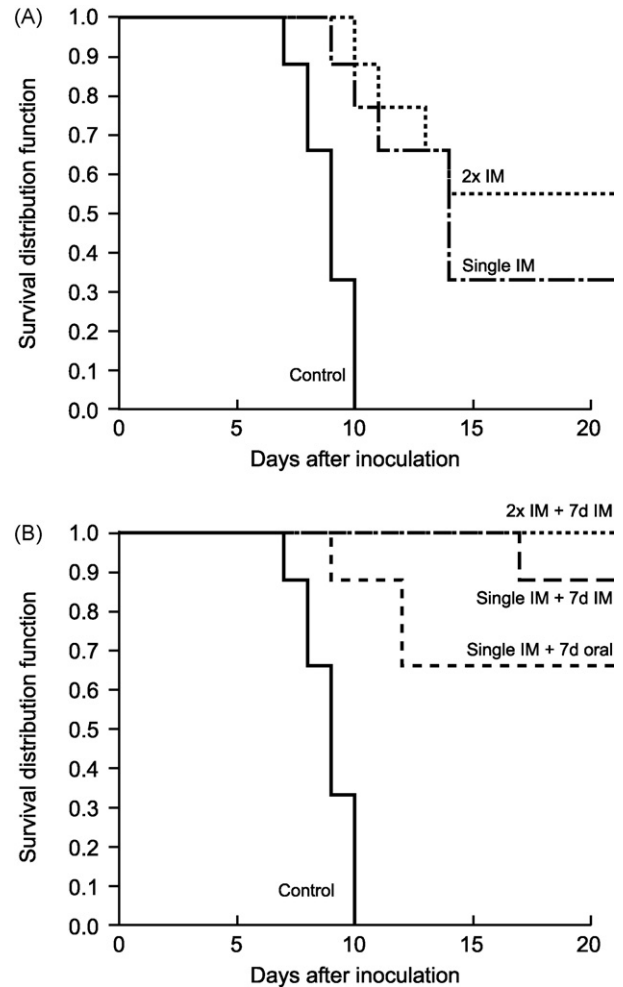 (A)
Survival distribution function
1.0
0.9
0.8
0.7
0.6
0.5
0.4
0.3
0.2
0.1
0.0
2x IM
Single IM
Control
0 5 10 15 20
Days after inoculation
(B)
Survival distribution function
1.0
0.9
0.8
0.7
0.6
0.5
0.4
0.3
0.2
0.1
0.0
2x IM + 7d IM
Single IM + 7d IM
Single IM + 7d oral
Control
0 5 10 15 20
Days after inoculation